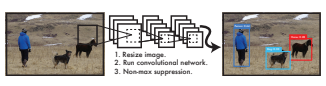 1. Resize image.
2. Run convolutional network.
3. Non-max suppression.